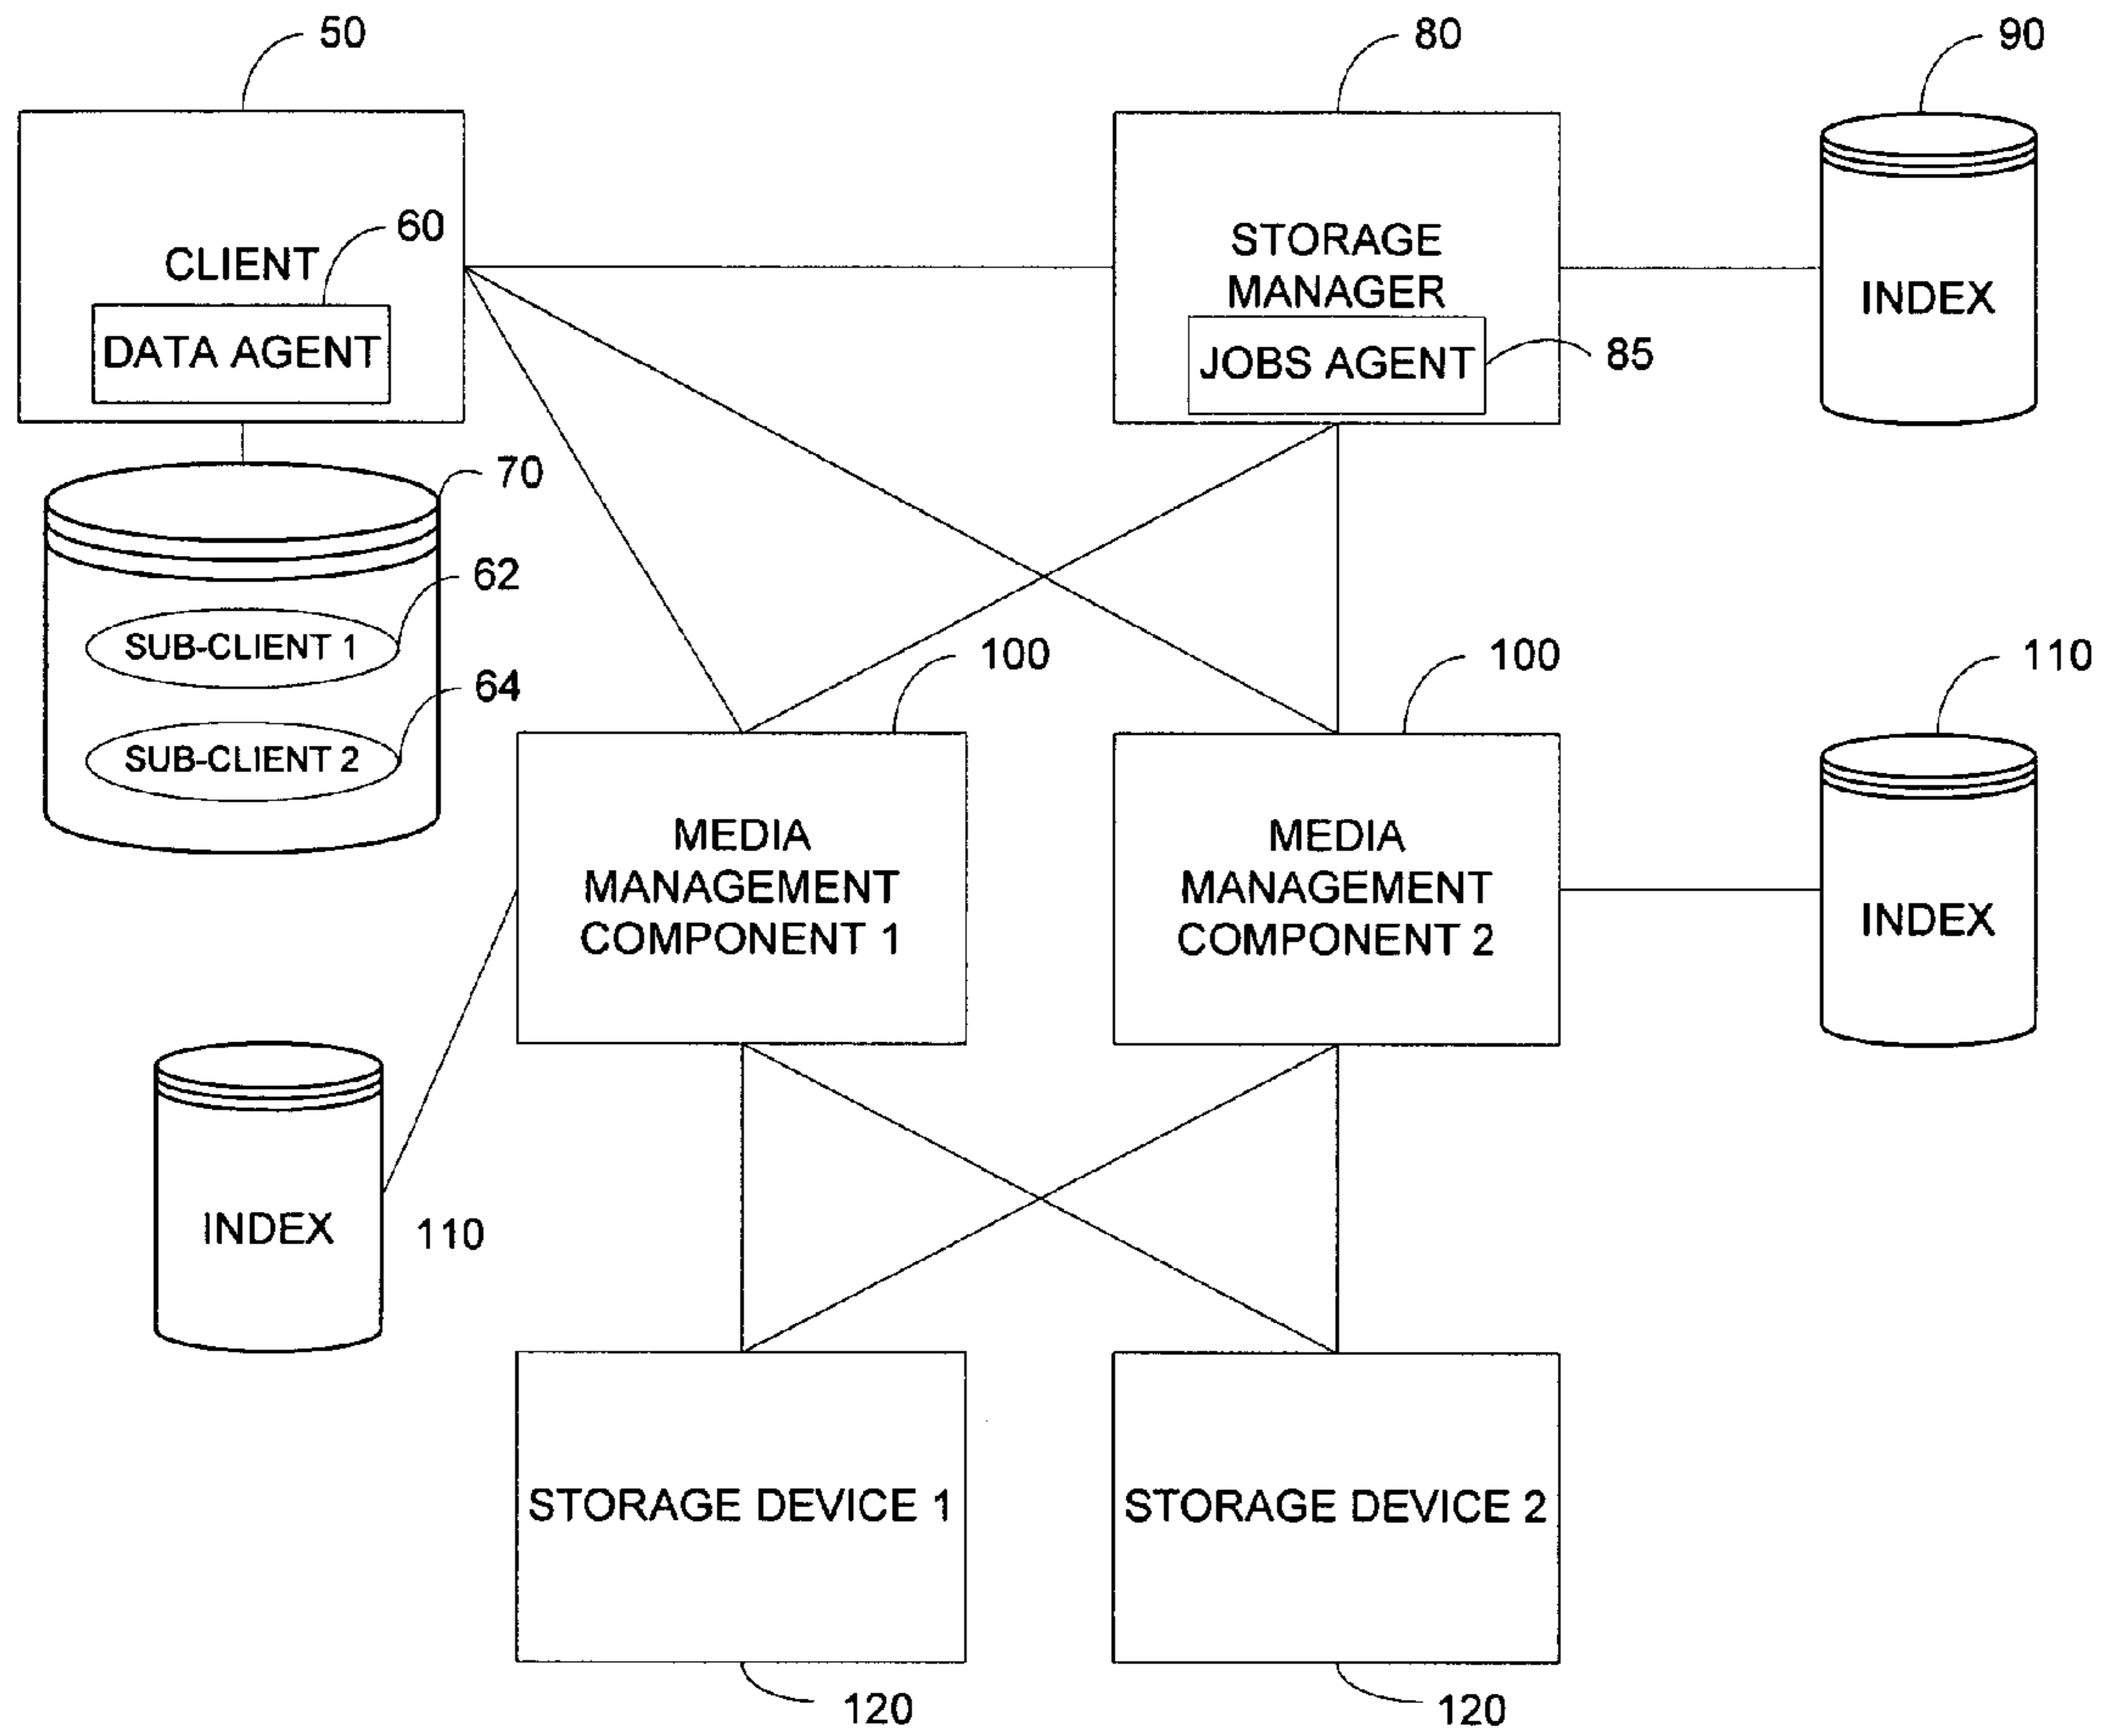 50
80
90
60
CLIENT
DATA AGENT
STORAGE
MANAGER
JOBS AGENT
85
INDEX
70
62
SUB-CLIENT 1
64
SUB-CLIENT 2
100
100
110
MEDIA
MANAGEMENT
COMPONENT 1
MEDIA
MANAGEMENT
COMPONENT 2
INDEX
INDEX
110
STORAGE DEVICE 1
STORAGE DEVICE 2
120
120